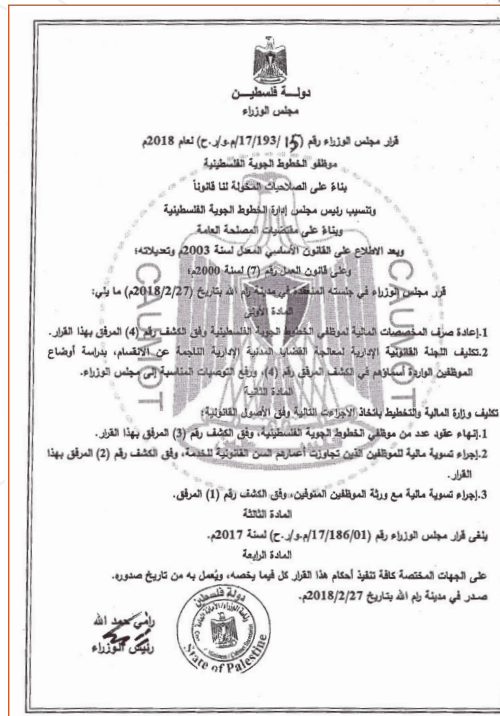 دولـــة فلسطيـــن
مجلس الوزراء
قرار مجلس الوزراء رقم (15/17/193/م.و/ر.ح) لعام 2018م
موظفو الخطوط الجوية الفلسطينية
بناءً على الصلاحيات المخولة لنا قانوناً
وتنسيب رئيس مجلس إدارة الخطوط الجوية الفلسطينية
وبناءً على مقتضيات المصلحة العامة
وبعد الاطلاع على القانون الأساسي المعدل لسنة 2003م وتعديلاته؛
وعلى قانون العمل رقم (7) لسنة 2000م؛
قرر مجلس الوزراء في جلسته المنعقدة في مدينة رام الله بتاريخ (2018/2/27م) ما يلي:
المادة الأولى
1.إعادة صرف المخصصات المالية لموظفي الخطوط الجوية الفلسطينية وفق الكشف رقم (4) المرفق بهذا القرار.
2.تكليف اللجنة القانونية الإدارية لمعالجة القضايا المدنية الإدارية الناجمة عن الانقسام، بدراسة أوضاع
الموظفين الواردة أسماؤهم في الكشف المرفق رقم (4)، ورفع التوصيات المناسبة إلى مجلس الوزراء.
المادة الثانية
تكليف وزارة المالية والتخطيط باتخاذ الاجراءات التالية وفق الأصول القانونية:
1.إنهاء عقود عدد من موظفي الخطوط الجوية الفلسطينية، وفق الكشف رقم (3) المرفق بهذا القرار.
2.إجراء تسوية مالية للموظفين الذين تجاوزت أعمارهم السن القانونية للخدمة، وفق الكشف رقم (2) المرفق بهذا
القرار.
3.إجراء تسوية مالية مع ورثة الموظفين المتوفين، وفق الكشف رقم (1) المرفق.
المادة الثالثة
يلغى قرار مجلس الوزراء رقم (17/186/01/م.و/ر.ح) لسنة 2017م.
المادة الرابعة
على الجهات المختصة كافة تنفيذ أحكام هذا القرار كل فيما يخصه، ويُعمل به من تاريخ صدوره.
صدر في مدينة رام الله بتاريخ 2018/2/27م.
رامي حمد الله
رئيس الوزراء
دولة فلسطين
State of Palestine
CAUNIOT
CAUNIOT